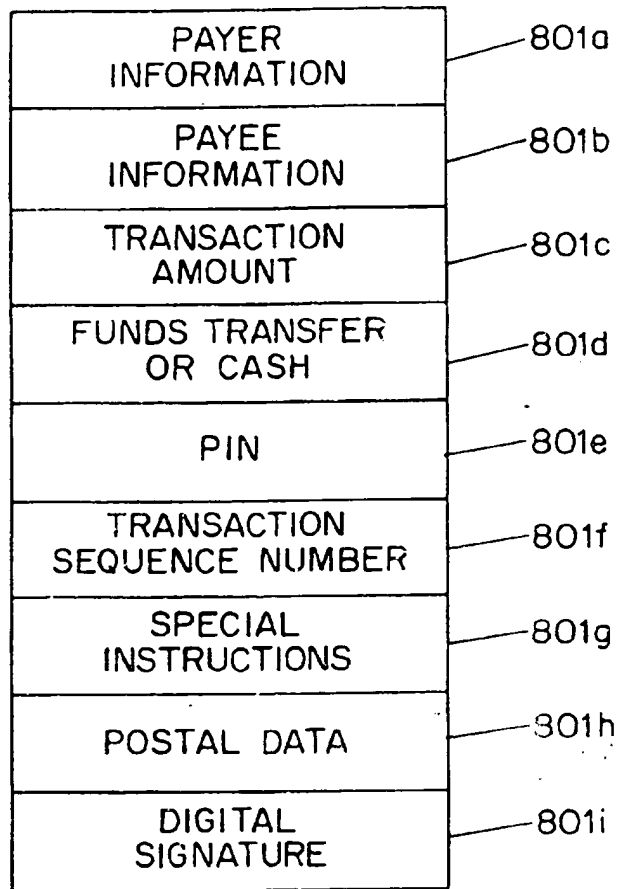 PAYER
INFORMATION
801a
PAYEE
INFORMATION
801b
TRANSACTION
AMOUNT
801c
FUNDS TRANSFER
OR CASH
801d
PIN
801e
TRANSACTION
SEQUENCE NUMBER
801f
SPECIAL
INSTRUCTIONS
801g
POSTAL DATA
801h
DIGITAL
SIGNATURE
801i